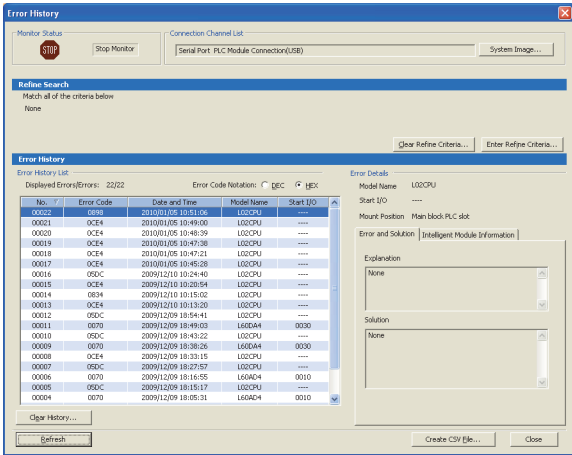 Error History
Monitor Status
STOP
Stop Monitor
Connection Channel List
Serial Port PLC Module Connection(USB)
System Image...
Refine Search
Match all of the criteria below
None
Clear Refine Criteria...
Enter Refine Criteria...
Error History
Error History List
Displayed Errors/Errors: 22/22
Error Code Notation: DEC HEX
No. Error Code Date and Time Model Name Start I/O
00022 0898 2010/01/05 10:51:06 L02CPU ----
00021 0CE4 2010/01/05 10:49:00 L02CPU ----
00020 0CE4 2010/01/05 10:48:39 L02CPU ----
00019 0CE4 2010/01/05 10:47:38 L02CPU ----
00018 0CE4 2010/01/05 10:47:21 L02CPU ----
00017 0CE4 2010/01/05 10:45:28 L02CPU ----
00016 05DC 2009/12/10 10:24:40 L02CPU ----
00015 0CE4 2009/12/10 10:20:54 L02CPU ----
00014 0834 2009/12/10 10:15:02 L02CPU ----
00013 0CE4 2009/12/10 10:13:20 L02CPU ----
00012 05DC 2009/12/09 18:54:41 L02CPU ----
00011 0070 2009/12/09 18:49:03 L60DA4 0030
00010 05DC 2009/12/09 18:43:22 L02CPU ----
00009 0070 2009/12/09 18:38:26 L60DA4 0030
00008 0CE4 2009/12/09 18:33:15 L02CPU ----
00007 05DC 2009/12/09 18:27:57 L02CPU ----
00006 0070 2009/12/09 18:16:55 L60AD4 0010
00005 05DC 2009/12/09 18:15:17 L02CPU ----
00004 0070 2009/12/09 18:05:31 L60AD4 0010
Clear History...
Refresh
Error Details
Model Name L02CPU
Start I/O ----
Mount Position Main block PLC slot
Error and Solution Intelligent Module Information
Explanation
None
Solution
None
Create CSV File...
Close